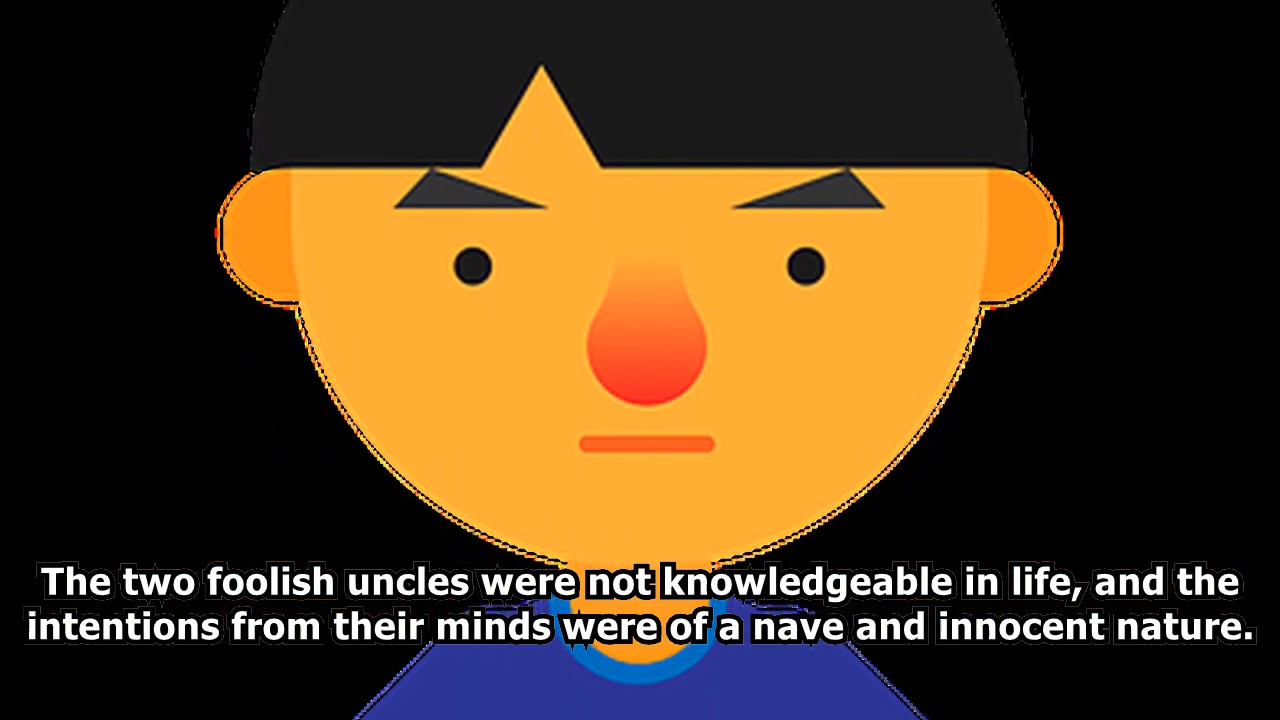 The two foolish uncles were not knowledgeable in life, and the
intentions from their minds were of a nave and innocent nature.